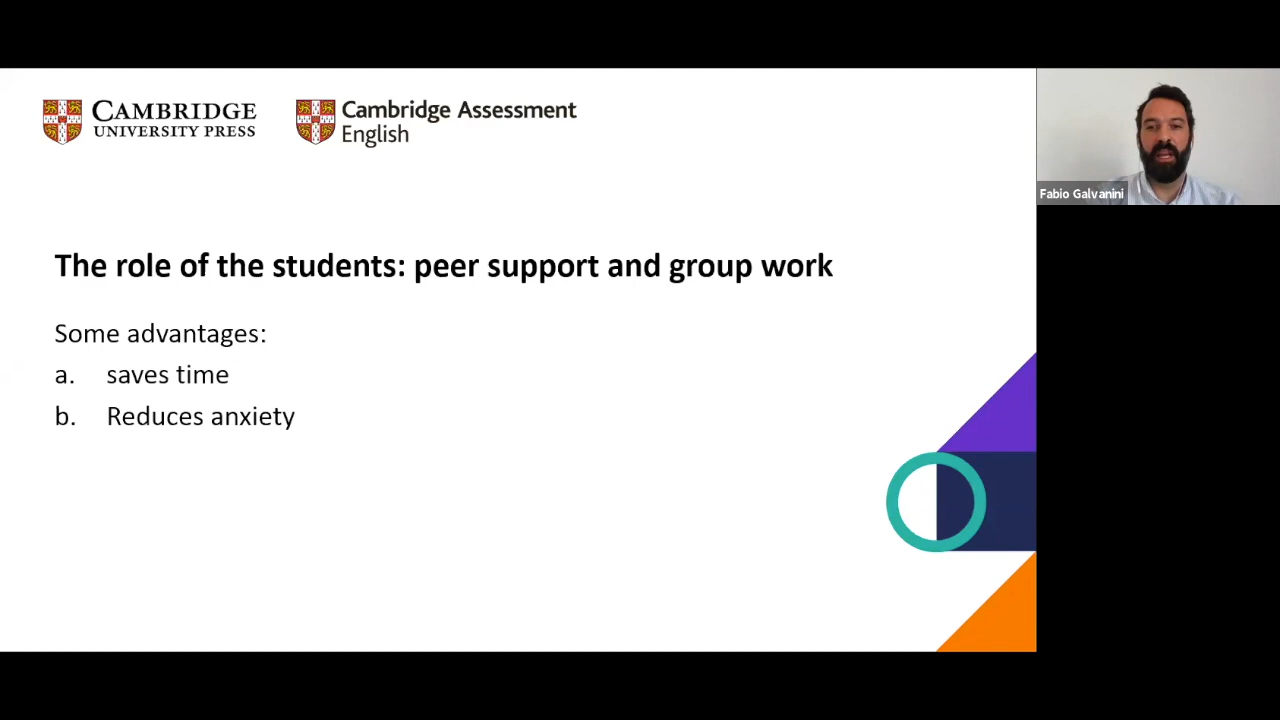 CAMBRIDGE
UNIVERSITY PRESS
Cambridge Assessment
English
Fabio Galvanini
The role of the students: peer support and group work
Some advantages:
a. saves time
b. Reduces anxiety